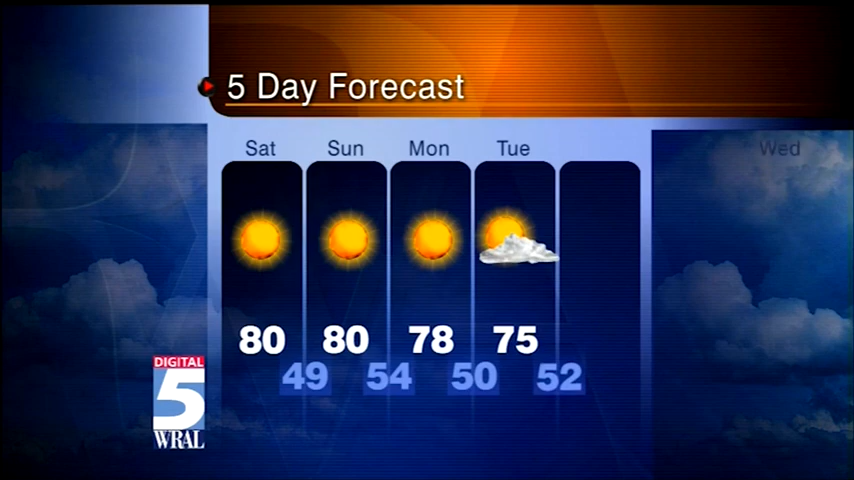 5 Day Forecast
Sat Sun Mon Tue Wed
80 80 78 75
49 54 50 52
DIGITAL
5
WRAL